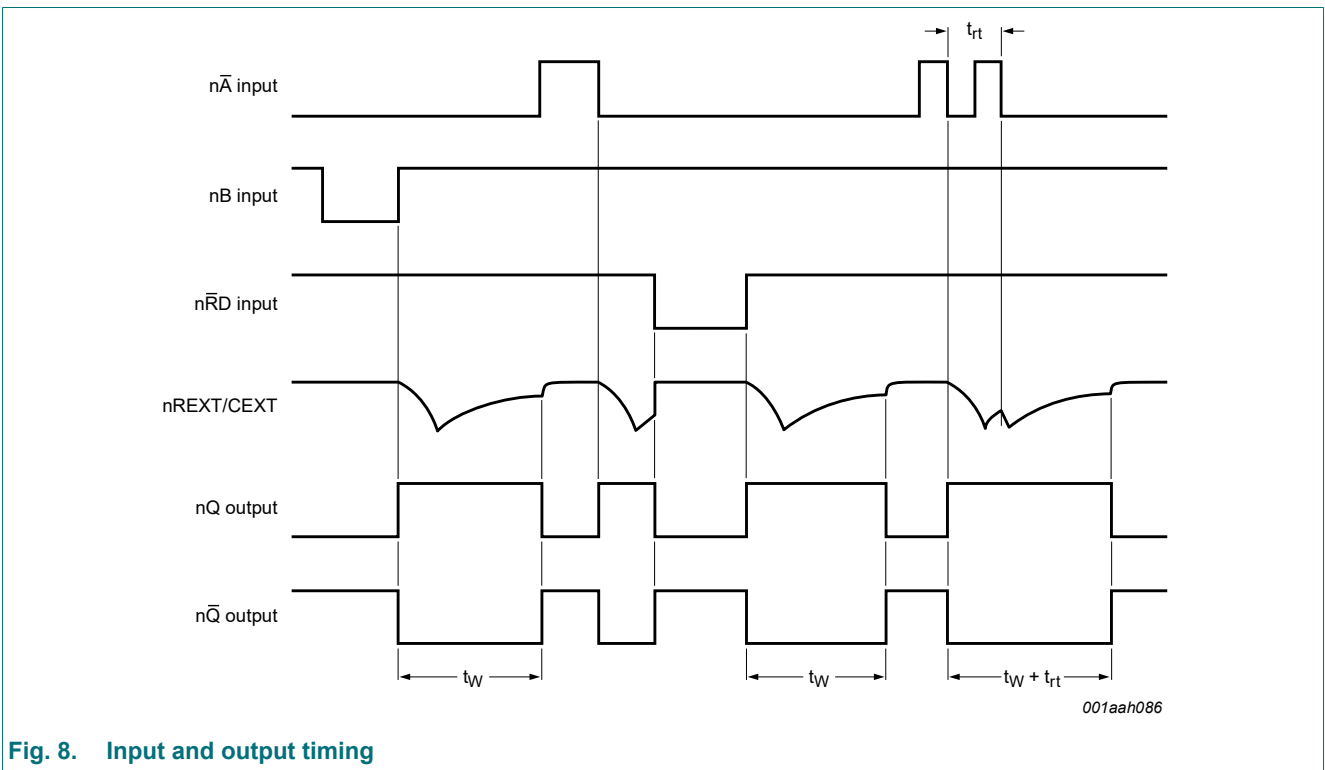 t_rt
nA̅ input
nB input
nR̅D input
nREXT/CEXT
nQ output
nQ̅ output
t_W
t_W
t_W + t_rt
001aah086
Fig. 8. Input and output timing